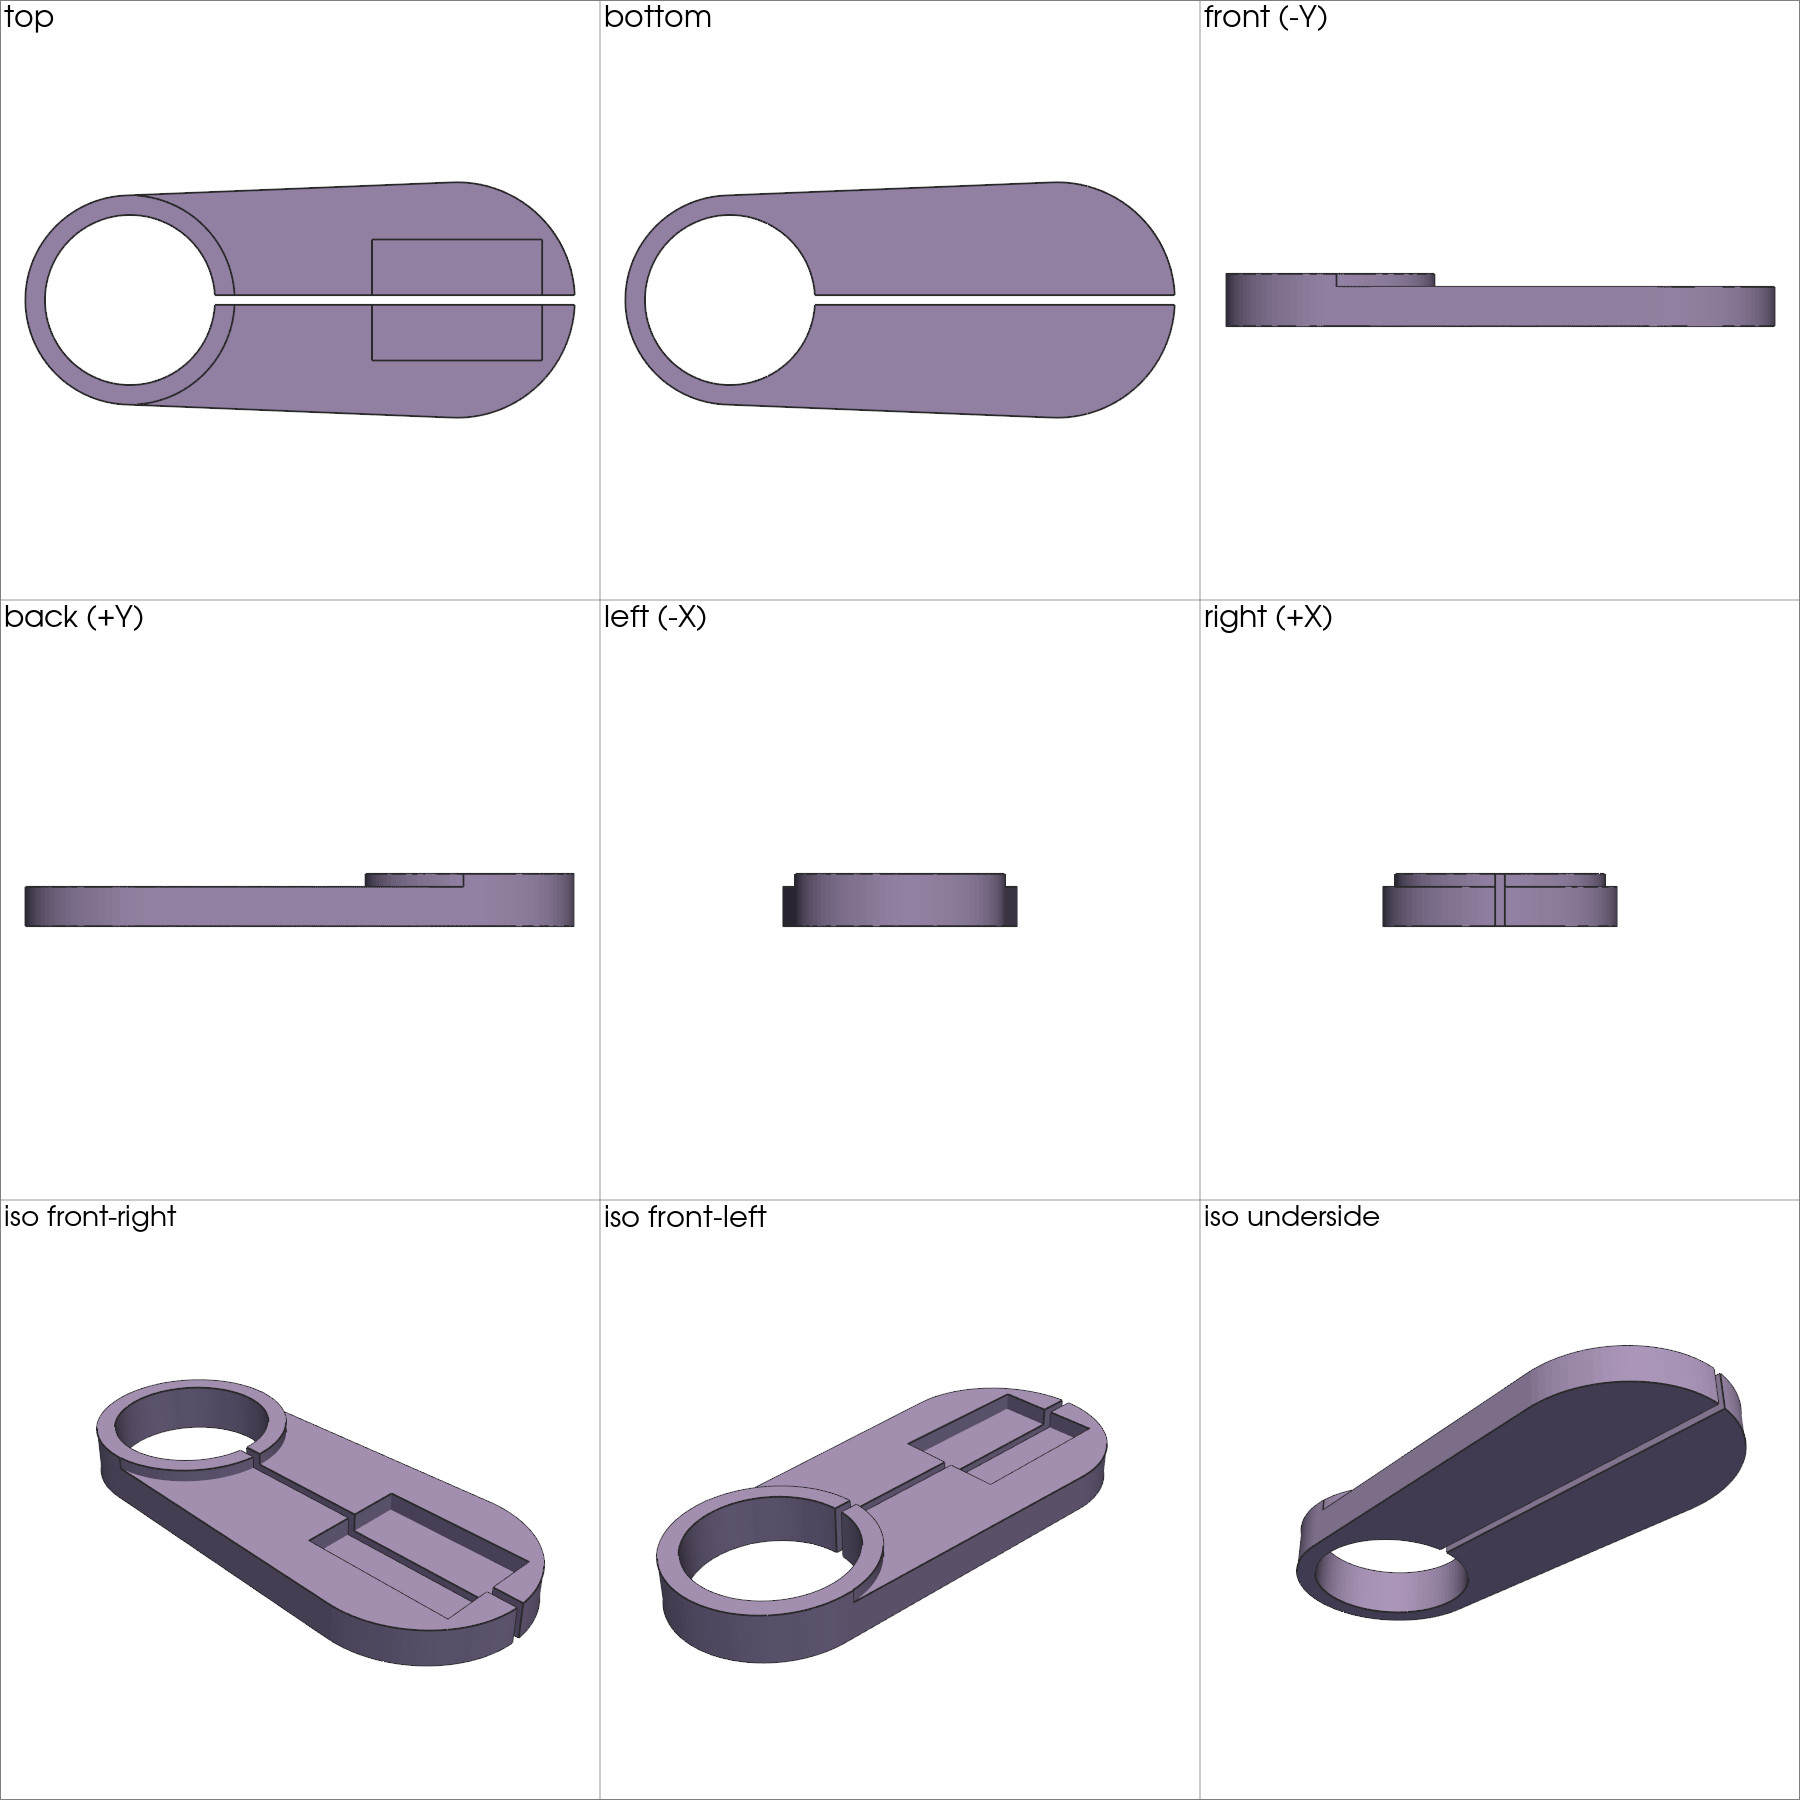 top
bottom
front (-Y)
back (+Y)
left (-X)
right (+X)
iso front-right
iso front-left
iso underside